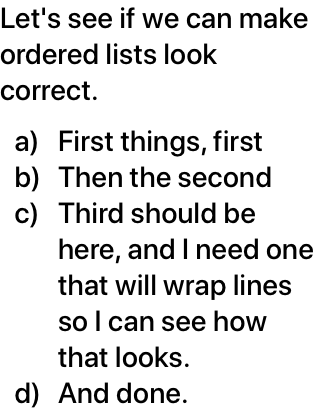 Let's see if we can make
ordered lists look
correct.
a) First things, first
b) Then the second
c) Third should be
here, and I need one
that will wrap lines
so I can see how
that looks.
d) And done.